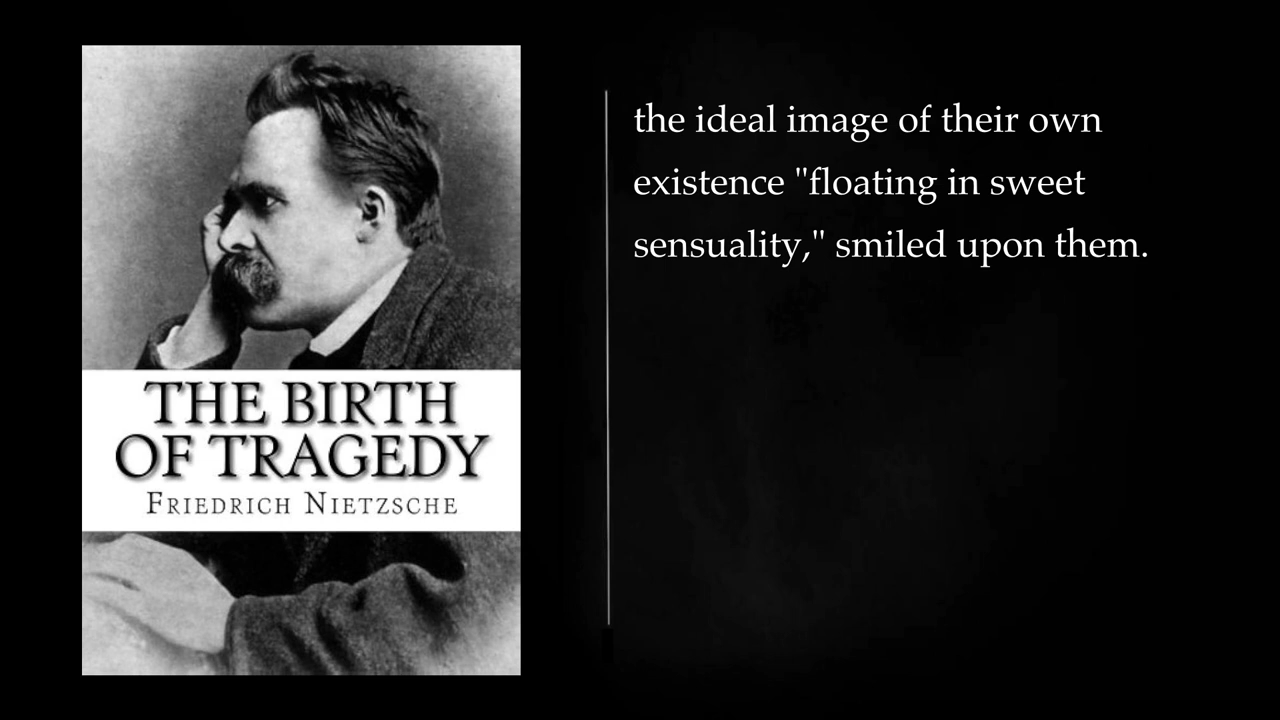 THE BIRTH
OF TRAGEDY
FRIEDRICH NIETZSCHE
the ideal image of their own
existence "floating in sweet
sensuality," smiled upon them.